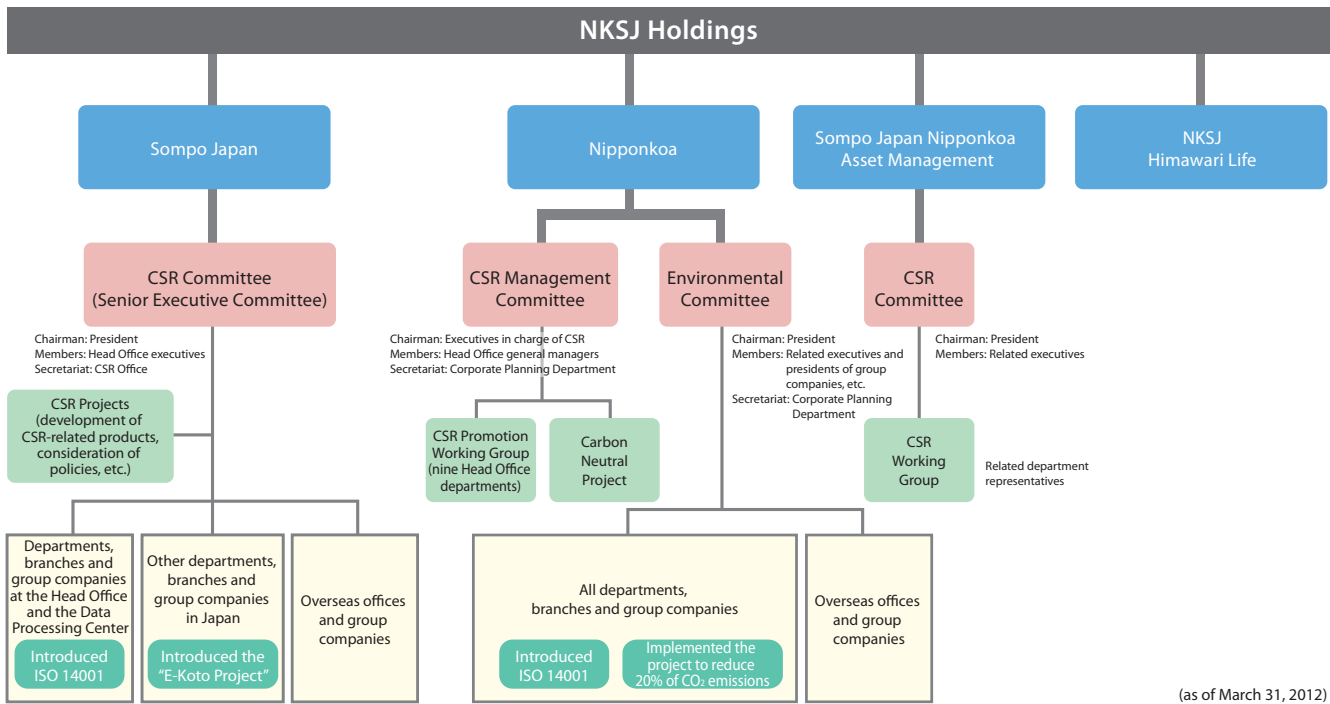 NKSJ Holdings
Sompo Japan
Nipponkoa
Sompo Japan Nipponkoa
Asset Management
NKSJ
Himawari Life
CSR Committee
(Senior Executive Committee)
CSR Management
Committee
Environmental
Committee
CSR
Committee
Chairman: President
Members: Head Office executives
Secretariat: CSR Office
Chairman: Executives in charge of CSR
Members: Head Office general managers
Secretariat: Corporate Planning Department
Chairman: President
Members: Related executives and
presidents of group
companies, etc.
Secretariat: Corporate Planning
Department
Chairman: President
Members: Related executives
CSR Projects
(development of
CSR-related products,
consideration of
policies, etc.)
CSR Promotion
Working Group
(nine Head Office
departments)
Carbon
Neutral
Project
CSR
Working
Group
Related department
representatives
Departments,
branches and
group companies
at the Head Office
and the Data
Processing Center
Introduced
ISO 14001
Other departments,
branches and
group companies
in Japan
Introduced the
“E-Koto Project”
Overseas offices
and group
companies
All departments,
branches and group companies
Introduced
ISO 14001
Implemented the
project to reduce
20% of CO₂ emissions
Overseas offices
and group
companies
(as of March 31, 2012)